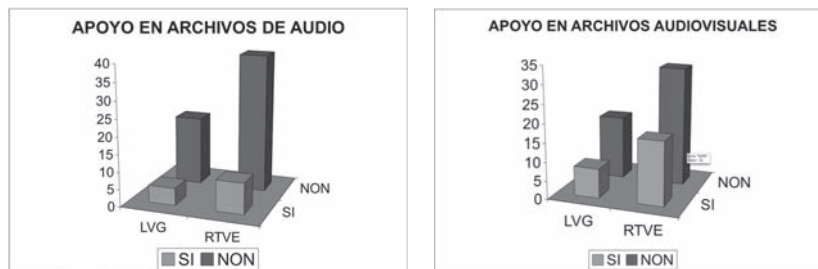 APOYO EN ARCHIVOS DE AUDIO
40
35
30
25
20
15
10
5
0
LVG
RTVE
NON
SI
SI NON
APOYO EN ARCHIVOS AUDIOVISUALES
35
30
25
20
15
10
5
0
LVG
RTVE
NON
SI
SI NON